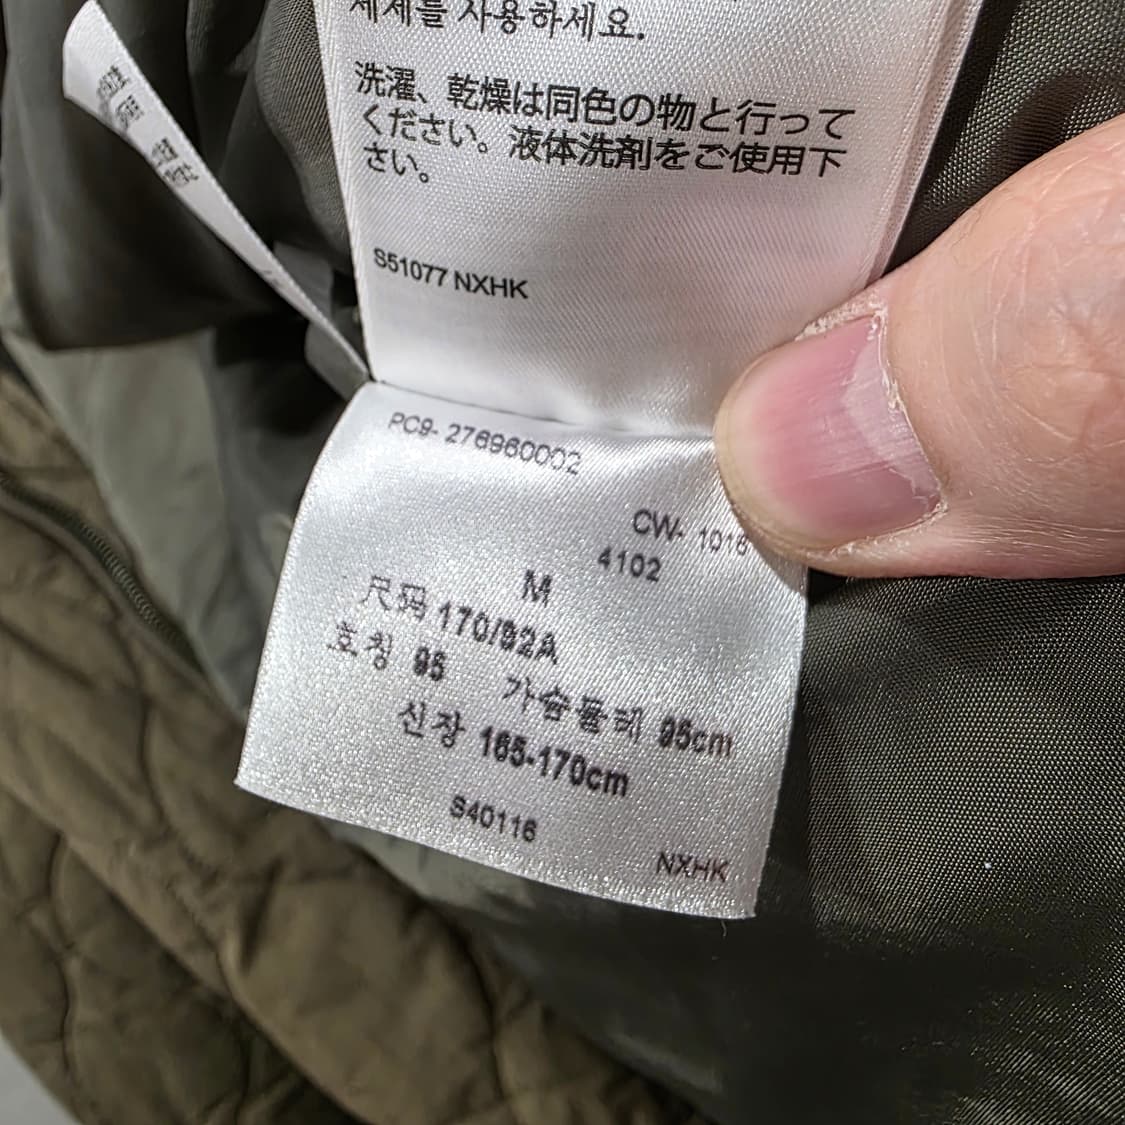 세제를 사용하세요.
洗濯、乾燥は同色の物と行って
ください。液体洗剤をご使用下
さい。
S51077 NXHK
PC9- 276960002
CW- 1016
4102
M
尺码 170/92A
호칭 95 가슴둘레 95cm
신장 165-170cm
S40116
NXHK